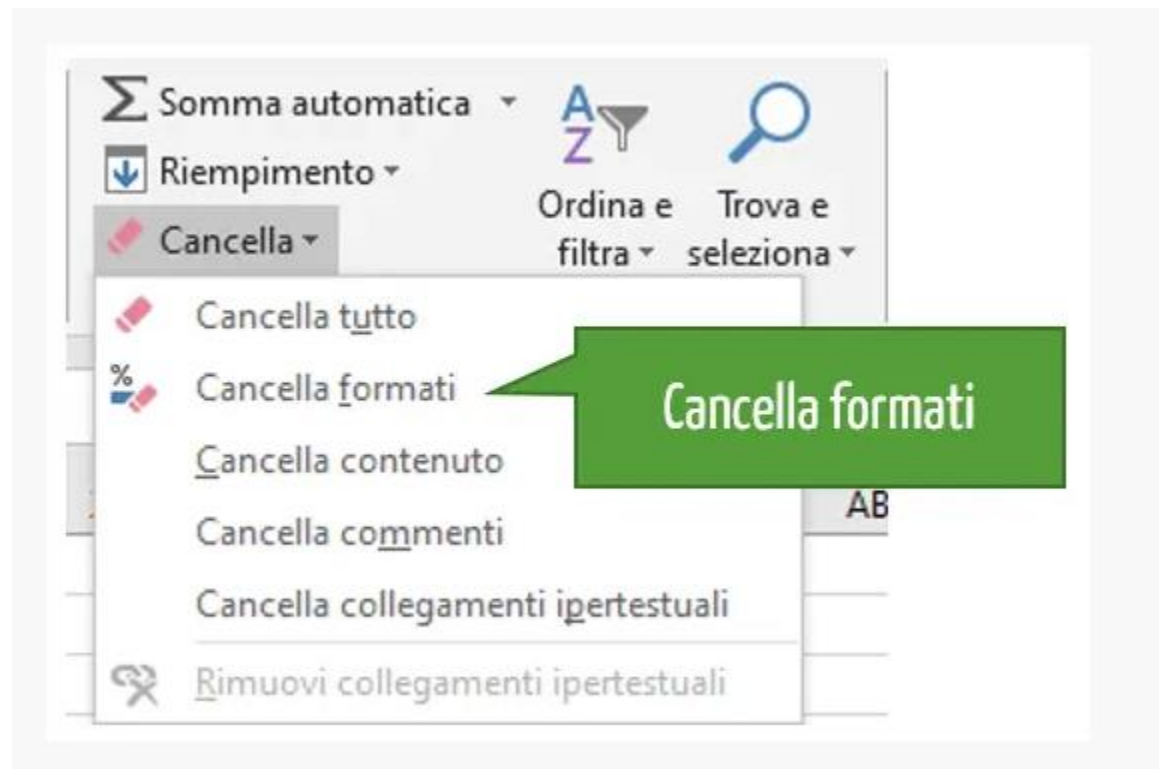 Somma automatica
Riempimento
Cancella
Ordina e
filtra
Trova e
seleziona
Cancella tutto
Cancella formati
Cancella formati
Cancella contenuto
AB
Cancella commenti
Cancella collegamenti ipertestuali
Rimuovi collegamenti ipertestuali